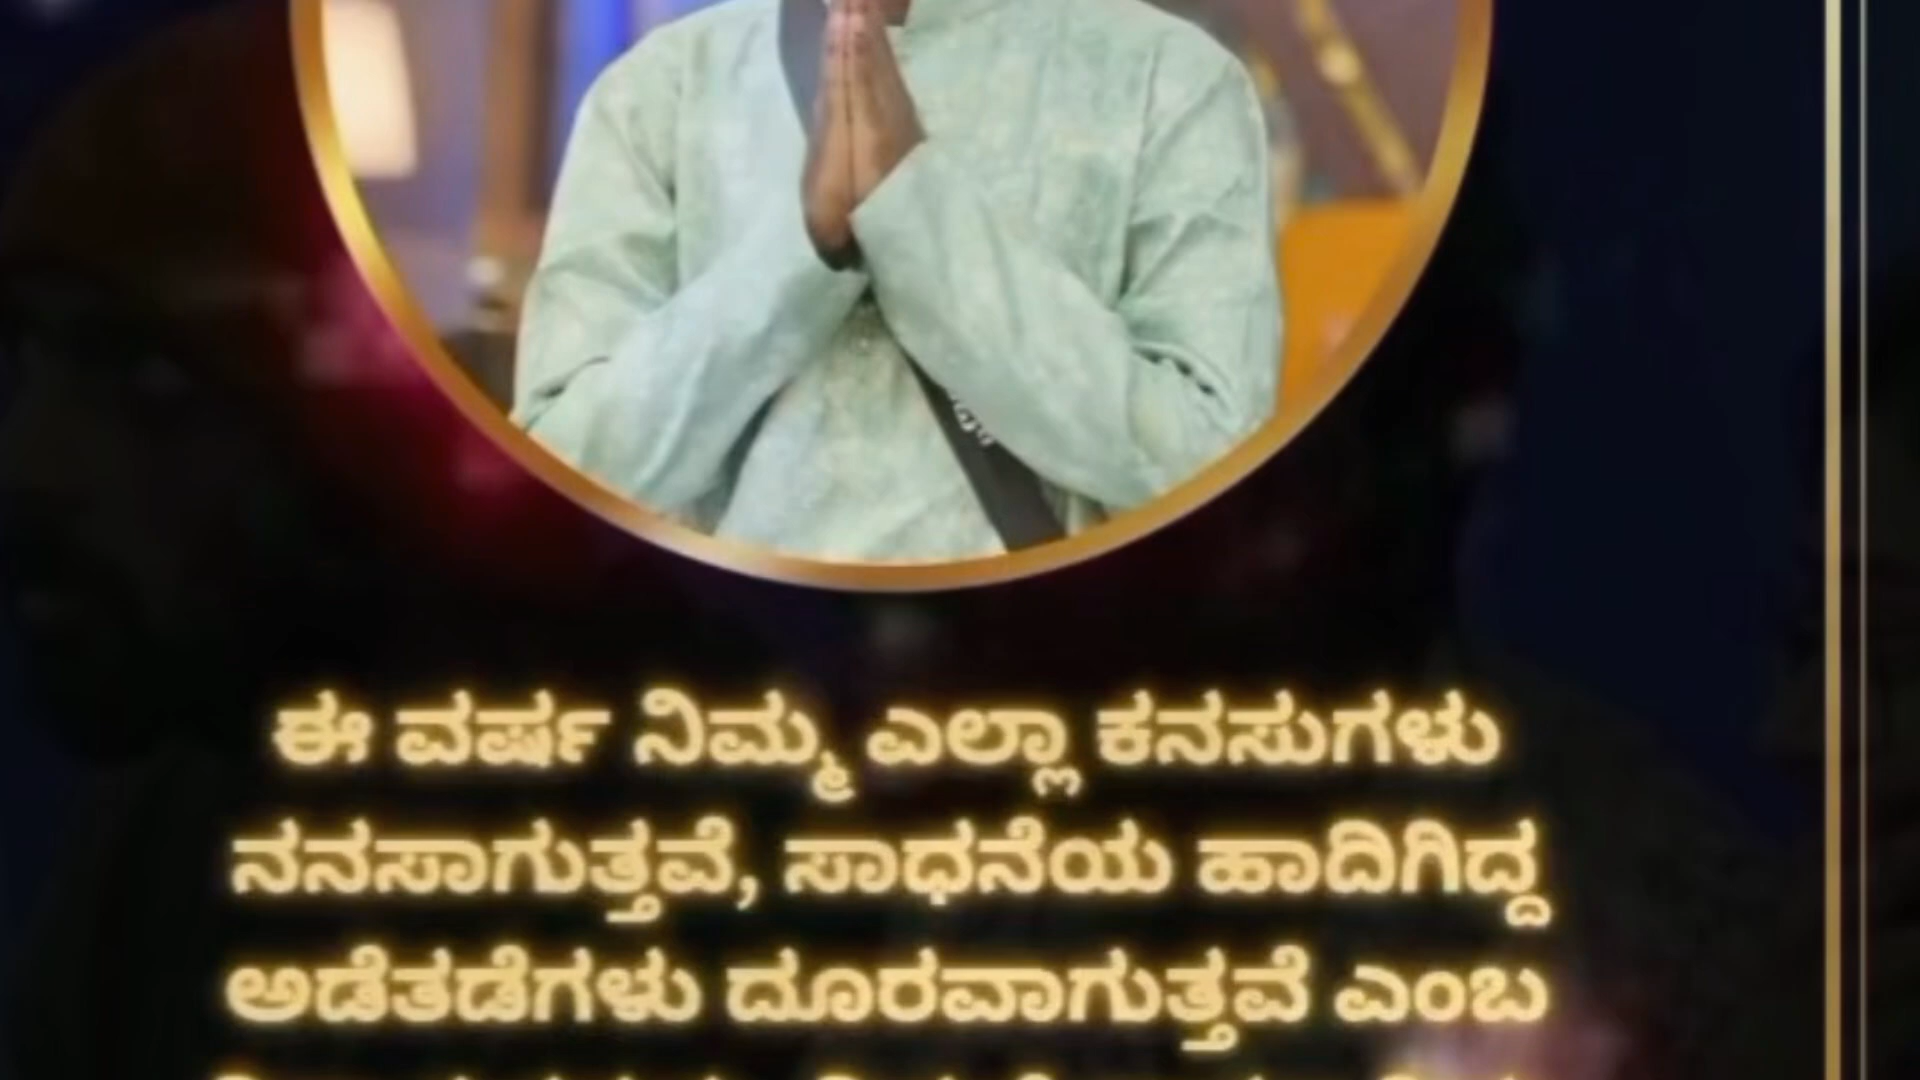 ಈ ವರ್ಷ ನಿಮ್ಮ ಎಲ್ಲಾ ಕನಸುಗಳು
ನನಸಾಗುತ್ತವೆ, ಸಾಧನೆಯ ಹಾದಿಗಿದ್ದ
ಅಡೆತಡೆಗಳು ದೂರವಾಗುತ್ತವೆ ಎಂಬ